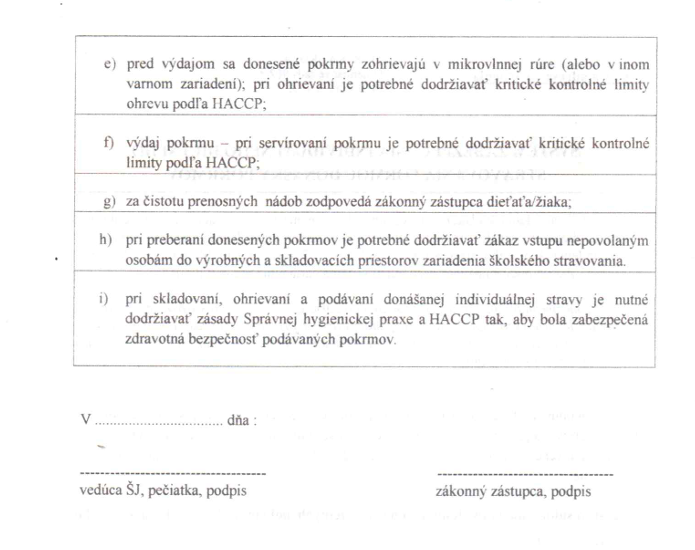 e) pred výdajom sa donesené pokrmy zohrievajú v mikrovlnnej rúre (alebo v inom
varnom zariadení); pri ohrievaní je potrebné dodržiavať kritické kontrolné limity
ohrevu podľa HACCP;
f) výdaj pokrmu – pri servírovaní pokrmu je potrebné dodržiavať kritické kontrolné
limity podľa HACCP;
g) za čistotu prenosných nádob zodpovedá zákonný zástupca dieťaťa/žiaka;
h) pri preberaní donesených pokrmov je potrebné dodržiavať zákaz vstupu nepovolaným
osobám do výrobných a skladovacích priestorov zariadenia školského stravovania.
i) pri skladovaní, ohrievaní a podávaní donášanej individuálnej stravy je nutné
dodržiavať zásady Správnej hygienickej praxe a HACCP tak, aby bola zabezpečená
zdravotná bezpečnosť podávaných pokrmov.
V ................................. dňa :
vedúca ŠJ, pečiatka, podpis zákonný zástupca, podpis